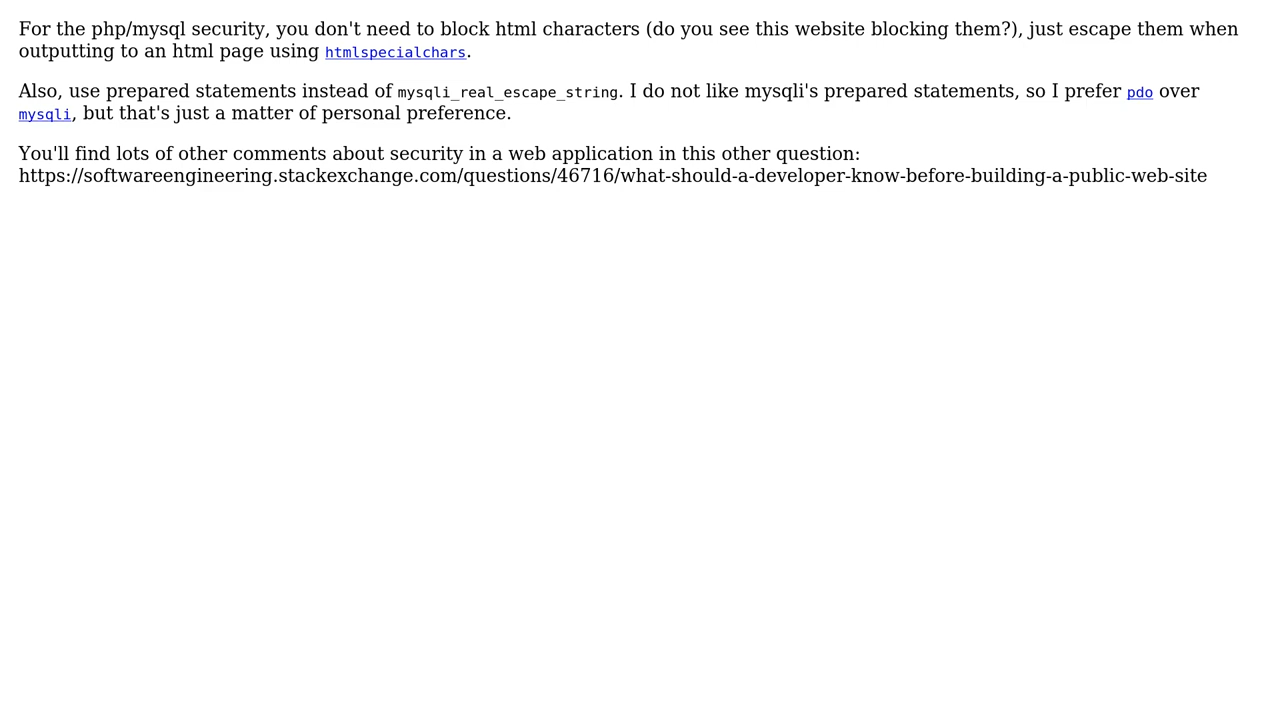 For the php/mysql security, you don't need to block html characters (do you see this website blocking them?), just escape them when
outputting to an html page using htmlspecialchars.
Also, use prepared statements instead of mysqli_real_escape_string. I do not like mysqli's prepared statements, so I prefer pdo over
mysqli, but that's just a matter of personal preference.
You'll find lots of other comments about security in a web application in this other question:
https://softwareengineering.stackexchange.com/questions/46716/what-should-a-developer-know-before-building-a-public-web-site